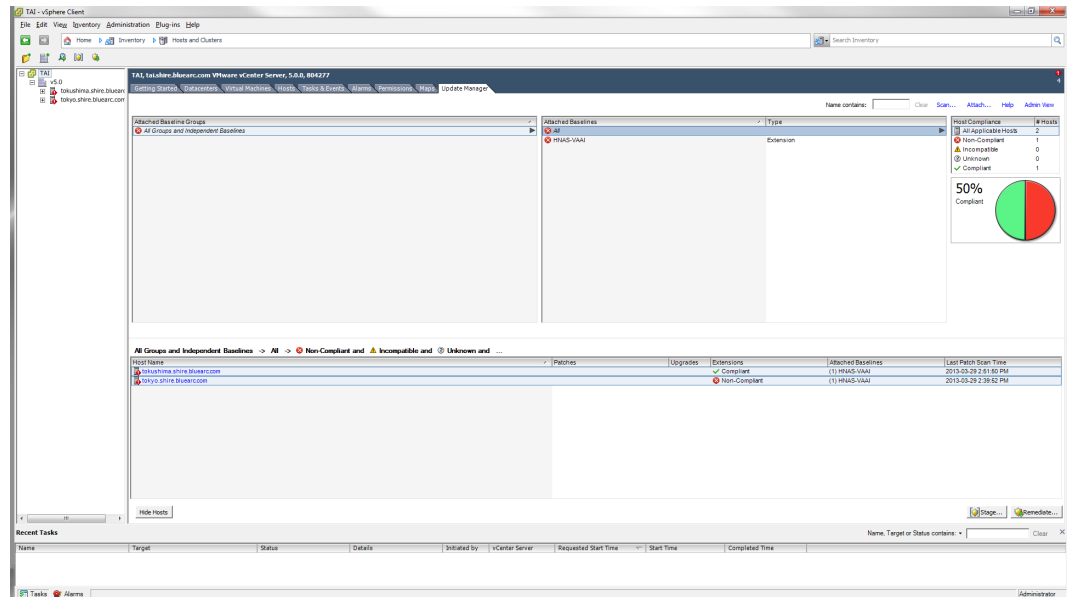 TAI - vSphere Client
File Edit View Inventory Administration Plug-ins Help
Home Inventory Hosts and Clusters
Search Inventory
TAI
v5.0
tokushima.shire.bluearc
tokyo.shire.bluearc.com
TAI, tai.shire.bluearc.com VMware vCenter Server, 5.0.0, 804277
Getting Started Datacenters Virtual Machines Hosts Tasks & Events Alarms Permissions Maps Update Manager
Name contains: Clear Scan... Attach... Help Admin View
Attached Baseline Groups
All Groups and Independent Baselines
Attached Baselines Type
All
HNAS-VAAI Extension
Host Compliance # Hosts
All Applicable Hosts 2
Non-Compliant 1
Incompatible 0
Unknown 0
Compliant 1
50%
Compliant
All Groups and Independent Baselines -> All -> Non-Compliant and Incompatible and Unknown and ...
Host Name Patches Upgrades Extensions Attached Baselines Last Patch Scan Time
tokushima.shire.bluearc.com Compliant (1) HNAS-VAAI 2013-03-29 2:51:50 PM
tokyo.shire.bluearc.com Non-Compliant (1) HNAS-VAAI 2013-03-29 2:39:52 PM
Hide Hosts Stage... Remediate...
Recent Tasks Name, Target or Status contains: Clear
Name Target Status Details Initiated by vCenter Server Requested Start Time Start Time Completed Time
Tasks Alarms Administrator